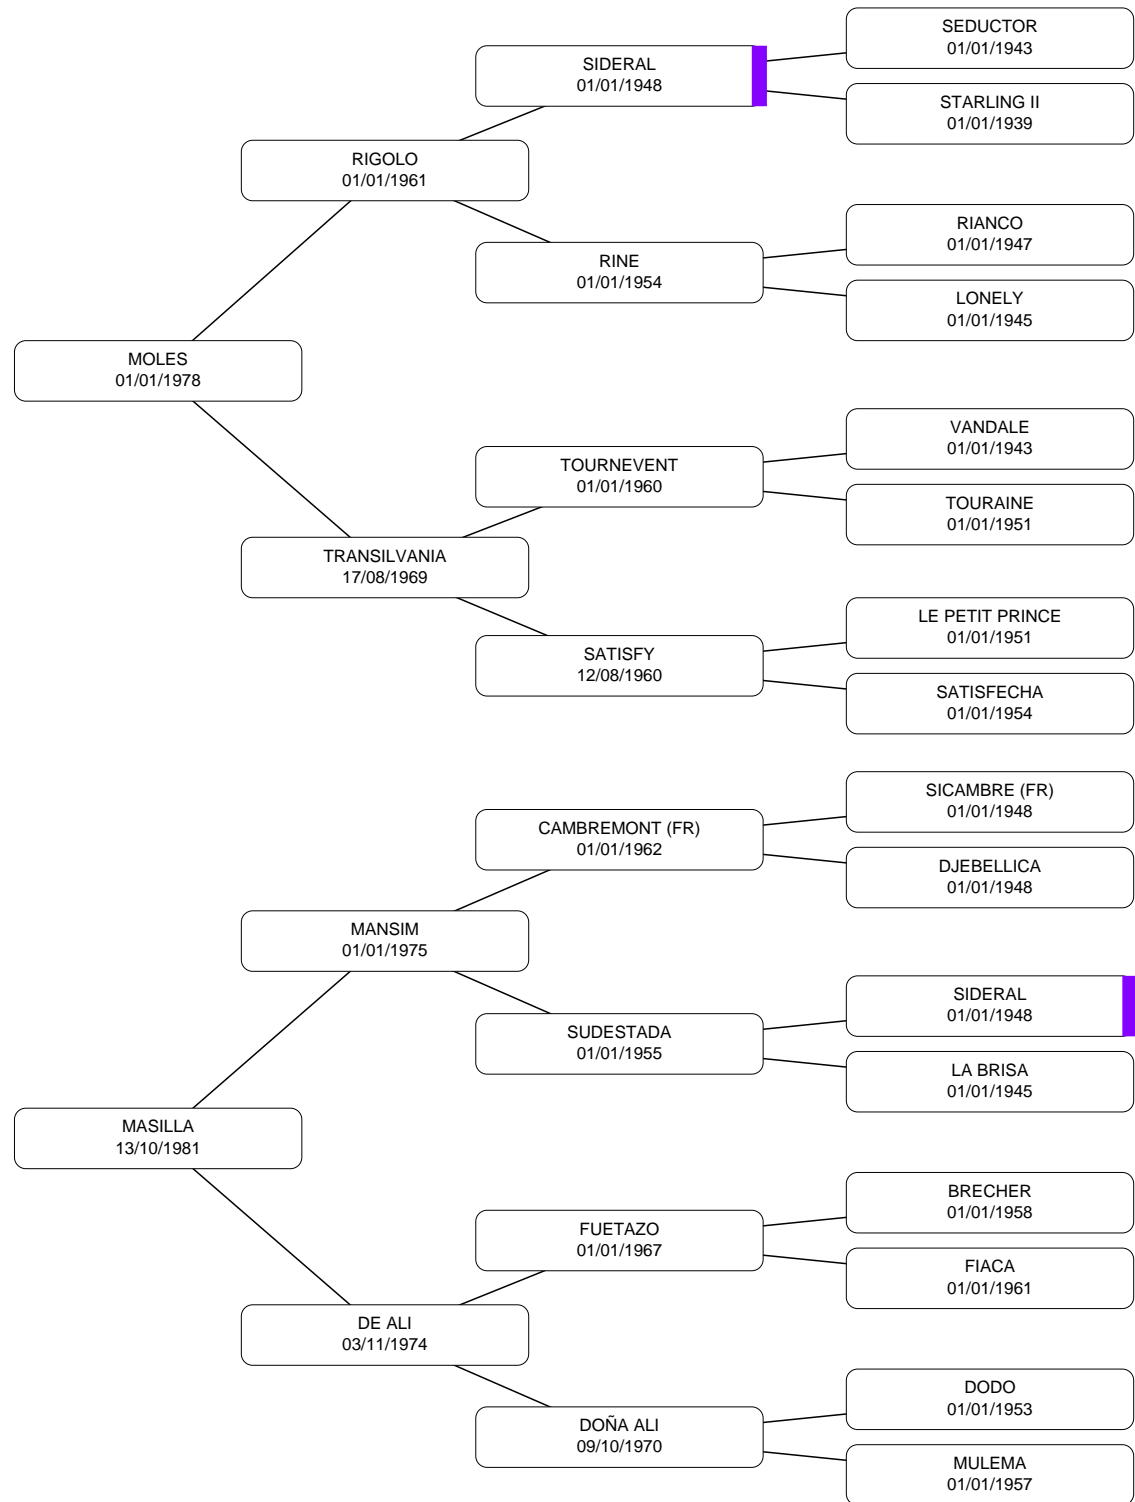 SEDUCTOR
01/01/1943
SIDERAL
01/01/1948
STARLING II
01/01/1939
RIGOLO
01/01/1961
RIANCO
01/01/1947
RINE
01/01/1954
LONELY
01/01/1945
MOLES
01/01/1978
VANDALE
01/01/1943
TOURNEVENT
01/01/1960
TOURAINE
01/01/1951
TRANSILVANIA
17/08/1969
LE PETIT PRINCE
01/01/1951
SATISFY
12/08/1960
SATISFECHA
01/01/1954
SICAMBRE (FR)
01/01/1948
CAMBREMONT (FR)
01/01/1962
DJEBELLICA
01/01/1948
MANSIM
01/01/1975
SIDERAL
01/01/1948
SUDESTADA
01/01/1955
LA BRISA
01/01/1945
MASILLA
13/10/1981
BRECHER
01/01/1958
FUETAZO
01/01/1967
FIACA
01/01/1961
DE ALI
03/11/1974
DODO
01/01/1953
DOÑA ALI
09/10/1970
MULEMA
01/01/1957